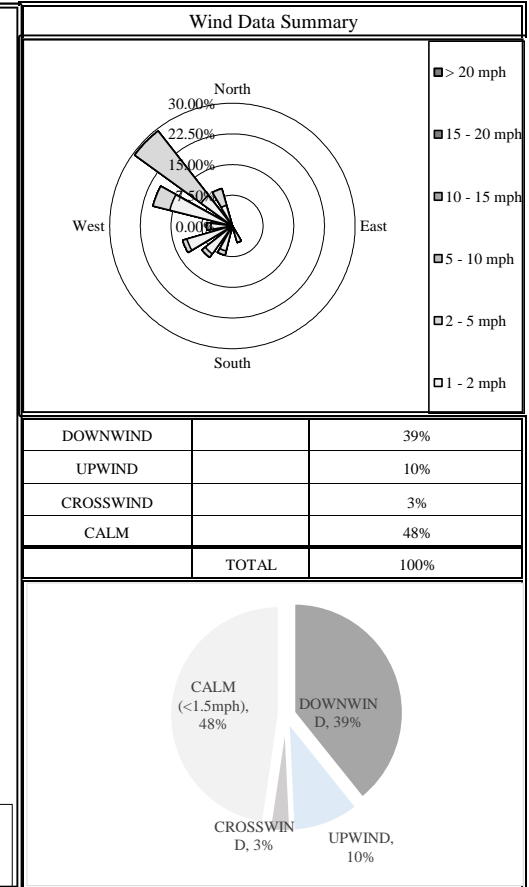 Wind Data Summary
North
30.00%
22.50%
15.00%
7.50%
0.00%
West
East
South
> 20 mph
15 - 20 mph
10 - 15 mph
5 - 10 mph
2 - 5 mph
1 - 2 mph
DOWNWIND 39%
UPWIND 10%
CROSSWIND 3%
CALM 48%
TOTAL 100%
CALM
(<1.5mph),
48%
DOWNWIN
D, 39%
CROSSWIN
D, 3%
UPWIND,
10%